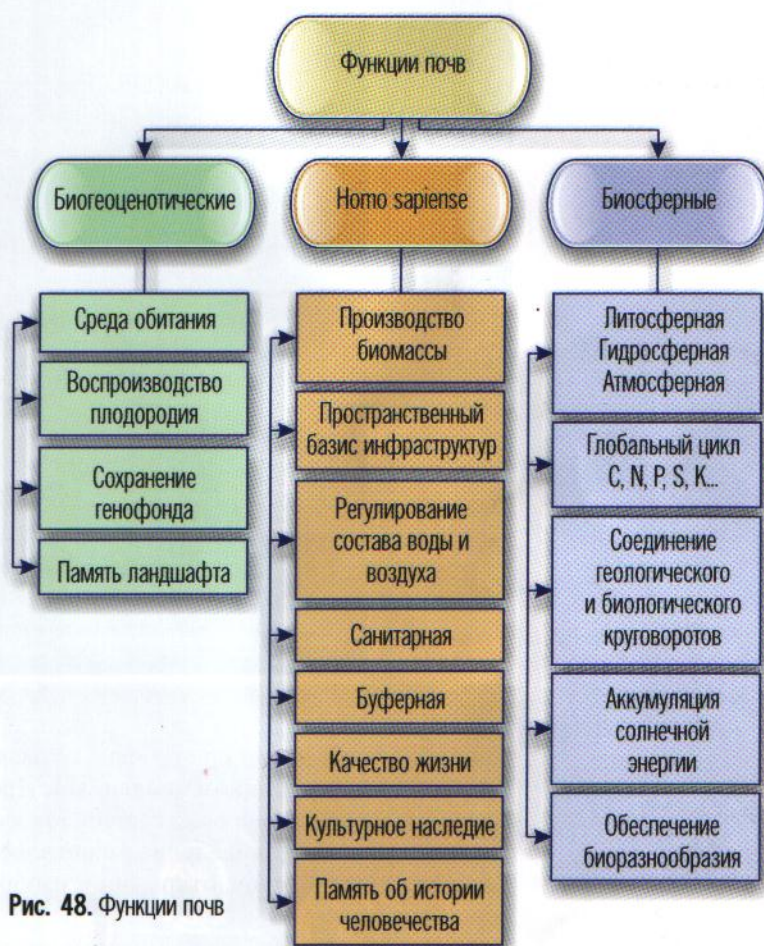 Функции почв
Биогеоценотические
Homo sapiense
Биосферные
Среда обитания
Воспроизводство
плодородия
Сохранение
генофонда
Память ландшафта
Производство
биомассы
Пространственный
базис инфраструктур
Регулирование
состава воды и
воздуха
Санитарная
Буферная
Качество жизни
Культурное наследие
Память об истории
человечества
Литосферная
Гидросферная
Атмосферная
Глобальный цикл
C, N, P, S, K...
Соединение
геологического
и биологического
круговоротов
Аккумуляция
солнечной
энергии
Обеспечение
биоразнообразия
Рис. 48. Функции почв